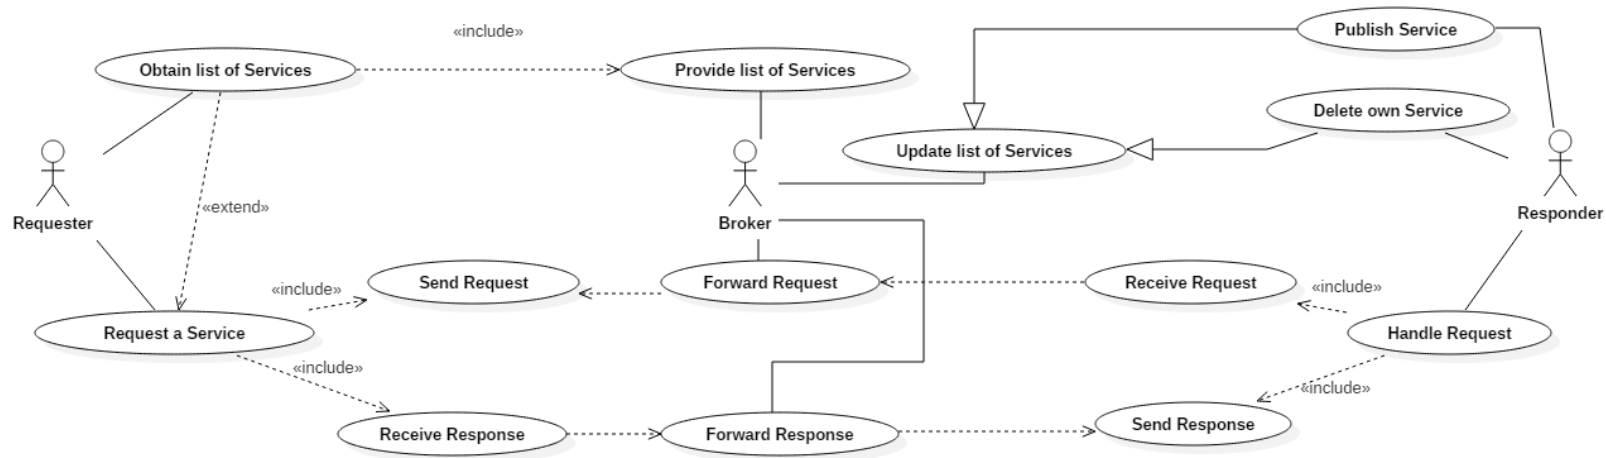 «include»
Publish Service
Obtain list of Services
Provide list of Services
Delete own Service
Update list of Services
«extend»
Requester
Broker
Responder
Send Request
Forward Request
Receive Request
«include»
«include»
Request a Service
Handle Request
«include»
«include»
Receive Response
Forward Response
Send Response